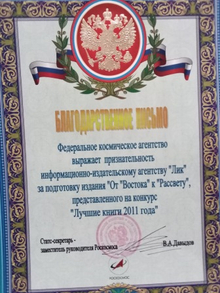 БЛАГОДАРСТВЕННОЕ ПИСЬМО
Федеральное космическое агентство
выражает признательность
информационно-издательскому агентству "Лик"
за подготовку издания "От "Востока" к "Рассвету",
представленного на конкурс
"Лучшие книги 2011 года"
Статс-секретарь -
заместитель руководителя Роскосмоса
В.А.Давыдов
РОСКОСМОС